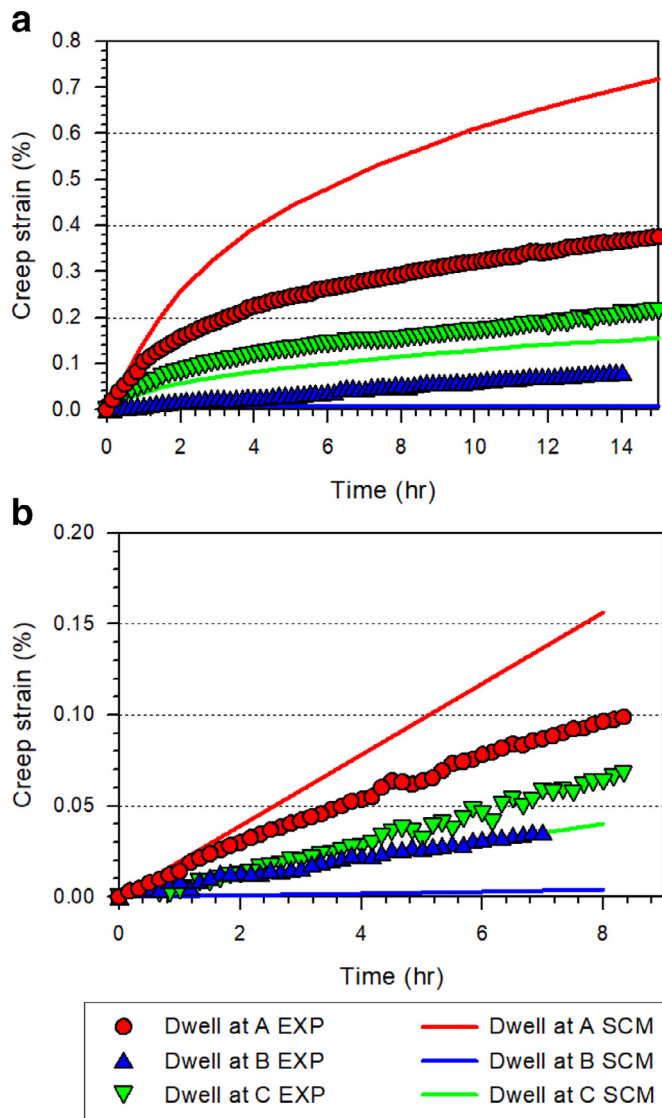 a
0.8
0.7
0.6
0.5
0.4
0.3
0.2
0.1
0.0
Creep strain (%)
0 2 4 6 8 10 12 14
Time (hr)
b
0.20
0.15
0.10
0.05
0.00
Creep strain (%)
0 2 4 6 8
Time (hr)
Dwell at A EXP Dwell at A SCM
Dwell at B EXP Dwell at B SCM
Dwell at C EXP Dwell at C SCM